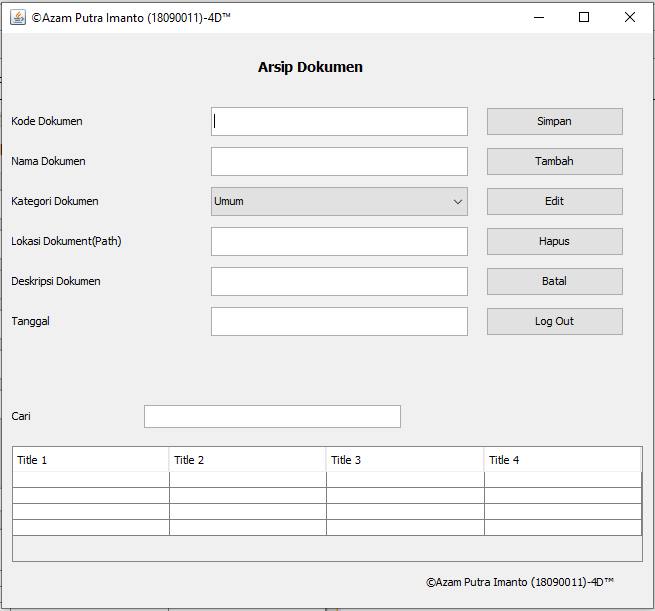 ©Azam Putra Imanto (18090011)-4D™
Arsip Dokumen
Kode Dokumen
Simpan
Nama Dokumen
Tambah
Kategori Dokumen
Umum
Edit
Lokasi Dokument(Path)
Hapus
Deskripsi Dokumen
Batal
Tanggal
Log Out
Cari
Title 1 Title 2 Title 3 Title 4
©Azam Putra Imanto (18090011)-4D™